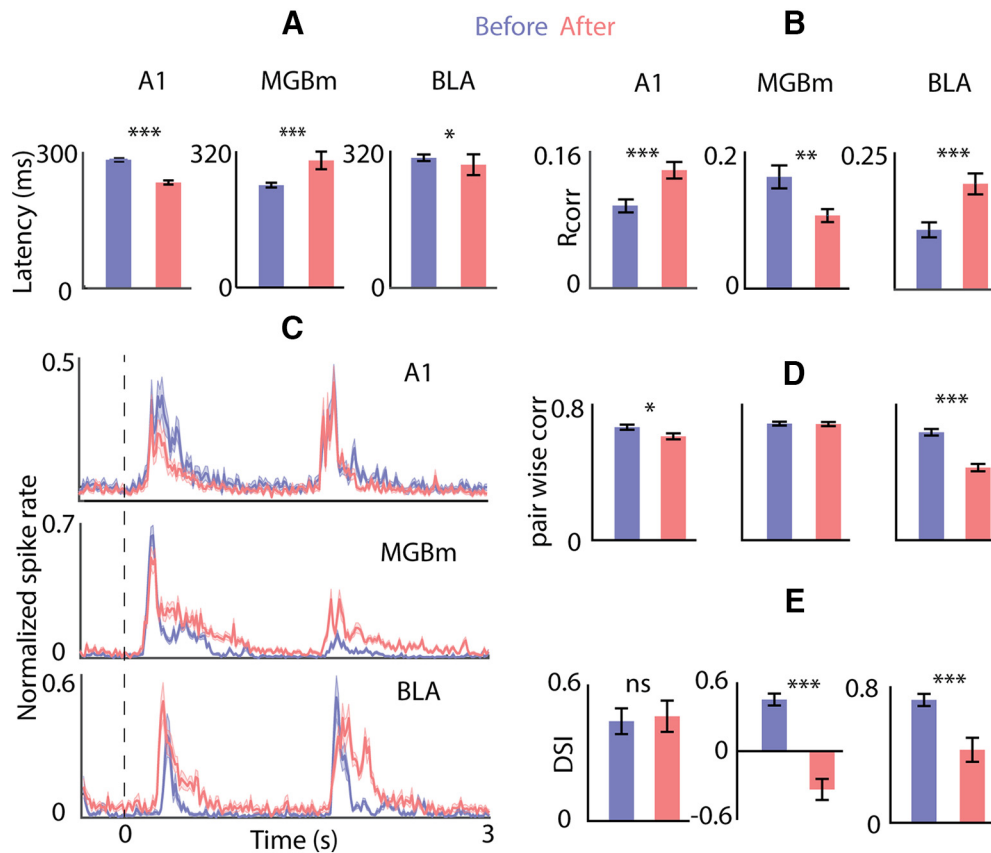 A
Before After
B
A1
MGBm
BLA
A1
MGBm
BLA
Latency (ms)
300
0
***
320
0
***
320
0
*
Rcorr
0.16
0
***
0.2
0
**
0.25
0
***
C
Normalized spike rate
0.5
A1
0.7
0
MGBm
0.6
0
BLA
0
3
Time (s)
D
pair wise corr
0.8
0
*
***
E
DSI
0.6
0
ns
0.6
0
-0.6
***
0.8
0
***